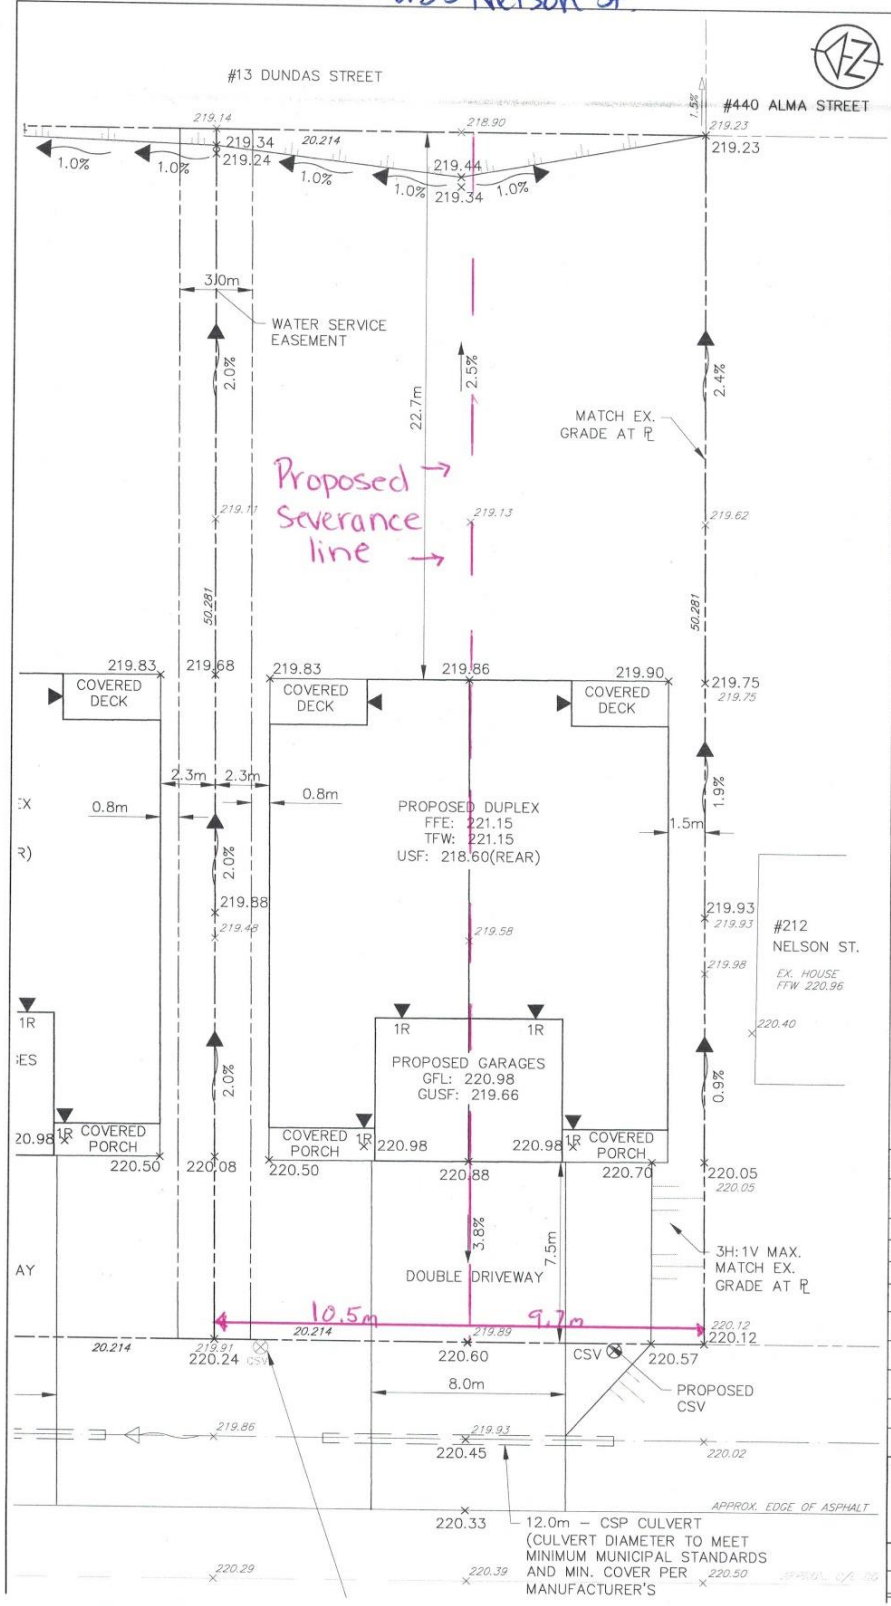 Nelson St.
#13 DUNDAS STREET
#440 ALMA STREET
Z
1.5%
219.14
218.90
219.23
219.34
20.214
219.23
219.24
219.44
1.0%
1.0%
1.0%
1.0%
1.0%
219.34
3.0m
WATER SERVICE
EASEMENT
2.0%
2.5%
2.4%
22.7m
MATCH EX.
GRADE AT PL
Proposed
Severance
line
219.11
219.13
219.62
50.281
50.281
219.83
219.68
219.83
219.86
219.90
219.75
219.75
COVERED
DECK
COVERED
DECK
COVERED
DECK
2.3m
2.3m
0.8m
0.8m
1.5m
1.9%
EX
R)
PROPOSED DUPLEX
FFE: 221.15
TFW: 221.15
USF: 218.60(REAR)
2.0%
219.88
219.48
219.58
219.93
219.93
219.98
#212
NELSON ST.
EX. HOUSE
FFW 220.96
220.40
1R
1R
1R
ES
PROPOSED GARAGES
GFL: 220.98
GUSF: 219.66
2.0%
0.9%
220.98
1R
COVERED
PORCH
COVERED
PORCH
1R
220.98
220.98
1R
COVERED
PORCH
220.50
220.08
220.50
220.88
220.70
220.05
220.05
3.8%
7.5m
3H:1V MAX.
MATCH EX.
GRADE AT PL
AY
DOUBLE DRIVEWAY
10.5m
9.7m
20.214
219.91
20.214
219.89
220.12
220.12
220.24
CSV
220.60
CSV
220.57
8.0m
PROPOSED
CSV
219.86
219.93
220.45
220.02
APPROX. EDGE OF ASPHALT
220.33
12.0m – CSP CULVERT
(CULVERT DIAMETER TO MEET
MINIMUM MUNICIPAL STANDARDS
AND MIN. COVER PER
MANUFACTURER'S
220.29
220.39
220.50